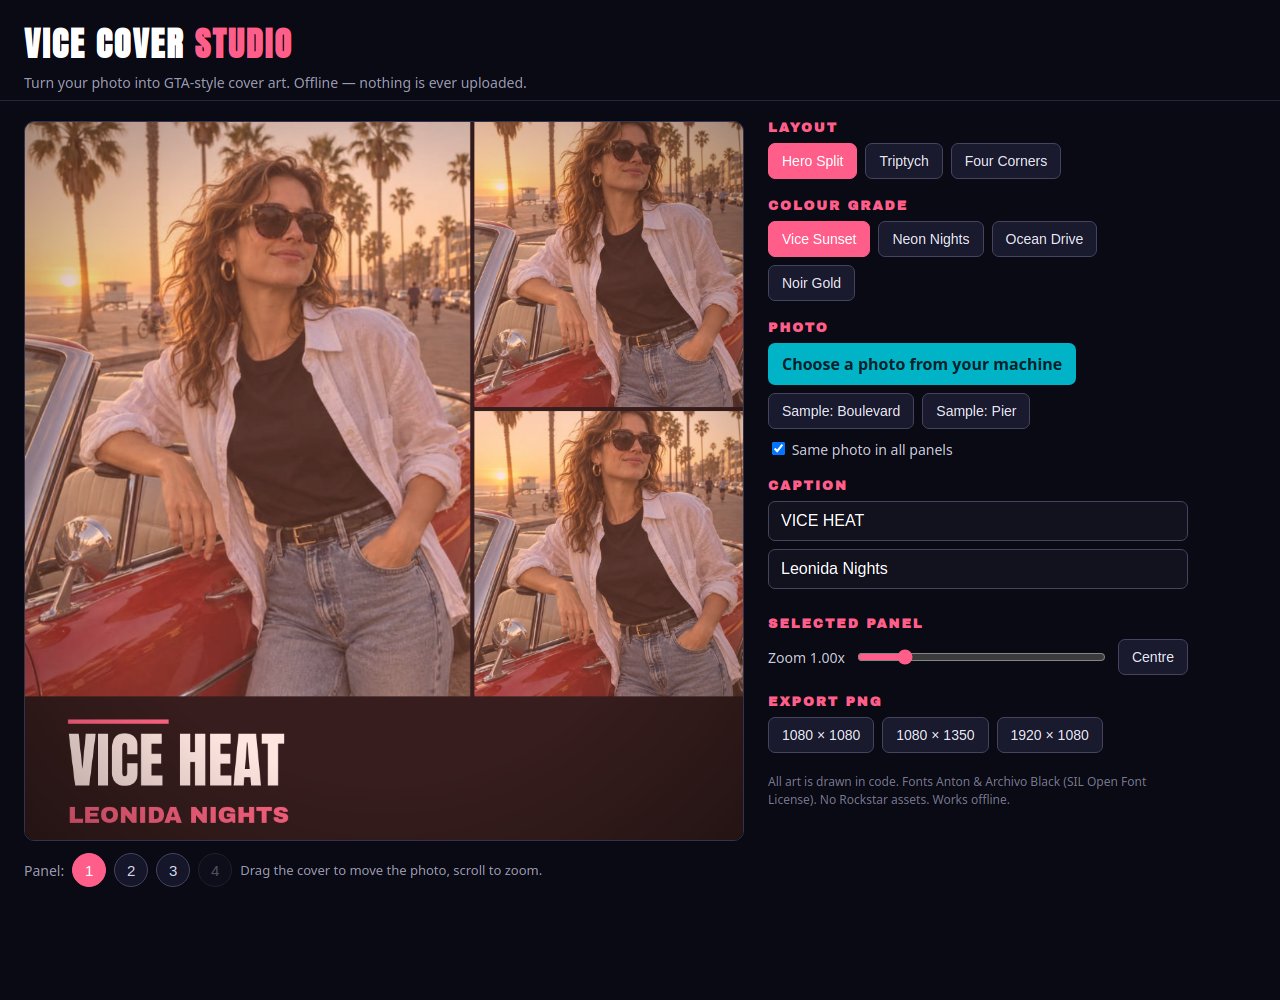 VICE COVER STUDIO
Turn your photo into GTA-style cover art. Offline — nothing is ever uploaded.
VICE HEAT
LEONIDA NIGHTS
Panel: 1 2 3 4 Drag the cover to move the photo, scroll to zoom.
LAYOUT
Hero Split Triptych Four Corners
COLOUR GRADE
Vice Sunset Neon Nights Ocean Drive
Noir Gold
PHOTO
Choose a photo from your machine
Sample: Boulevard Sample: Pier
Same photo in all panels
CAPTION
VICE HEAT
Leonida Nights
SELECTED PANEL
Zoom 1.00x Centre
EXPORT PNG
1080 × 1080 1080 × 1350 1920 × 1080
All art is drawn in code. Fonts Anton & Archivo Black (SIL Open Font
License). No Rockstar assets. Works offline.